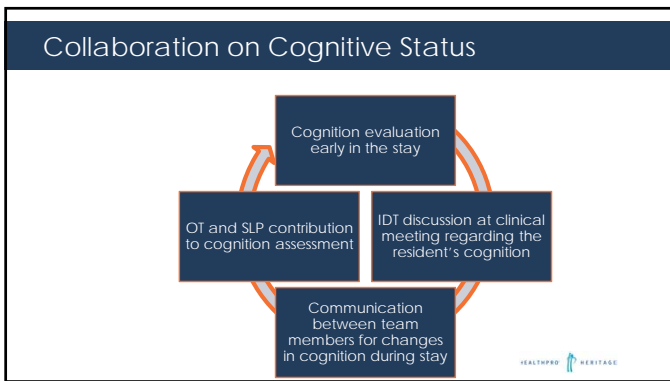 Collaboration on Cognitive Status
Cognition evaluation
early in the stay
OT and SLP contribution
to cognition assessment
IDT discussion at clinical
meeting regarding the
resident's cognition
Communication
between team
members for changes
in cognition during stay
HEALTHPRO HERITAGE